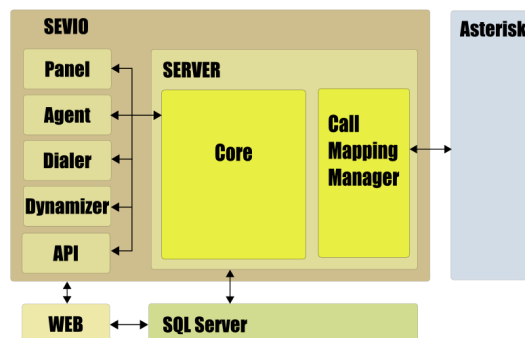 SEVIO
Asterisk
Panel
SERVER
Agent
Core
Call
Mapping
Manager
Dialer
Dynamizer
API
WEB
SQL Server